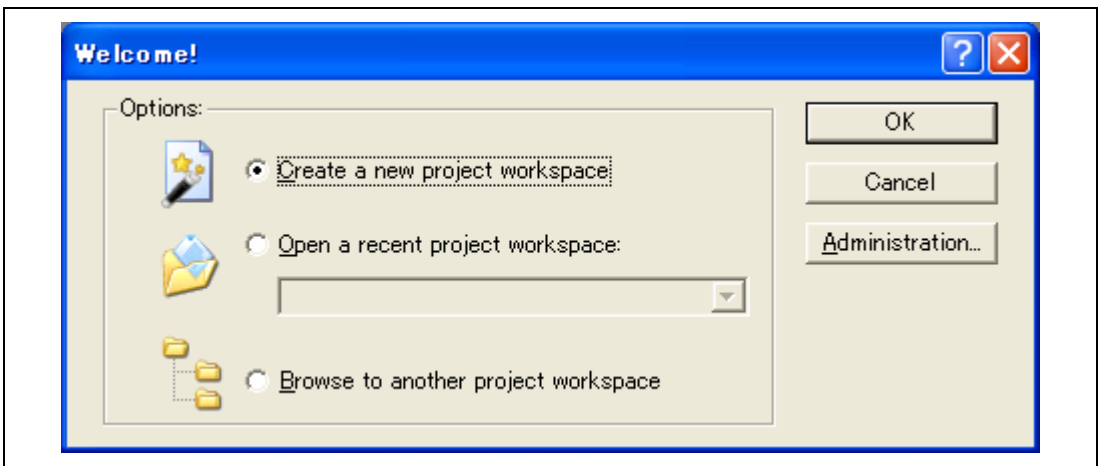 Welcome!
Options:
Create a new project workspace
Open a recent project workspace:
Browse to another project workspace
OK
Cancel
Administration...